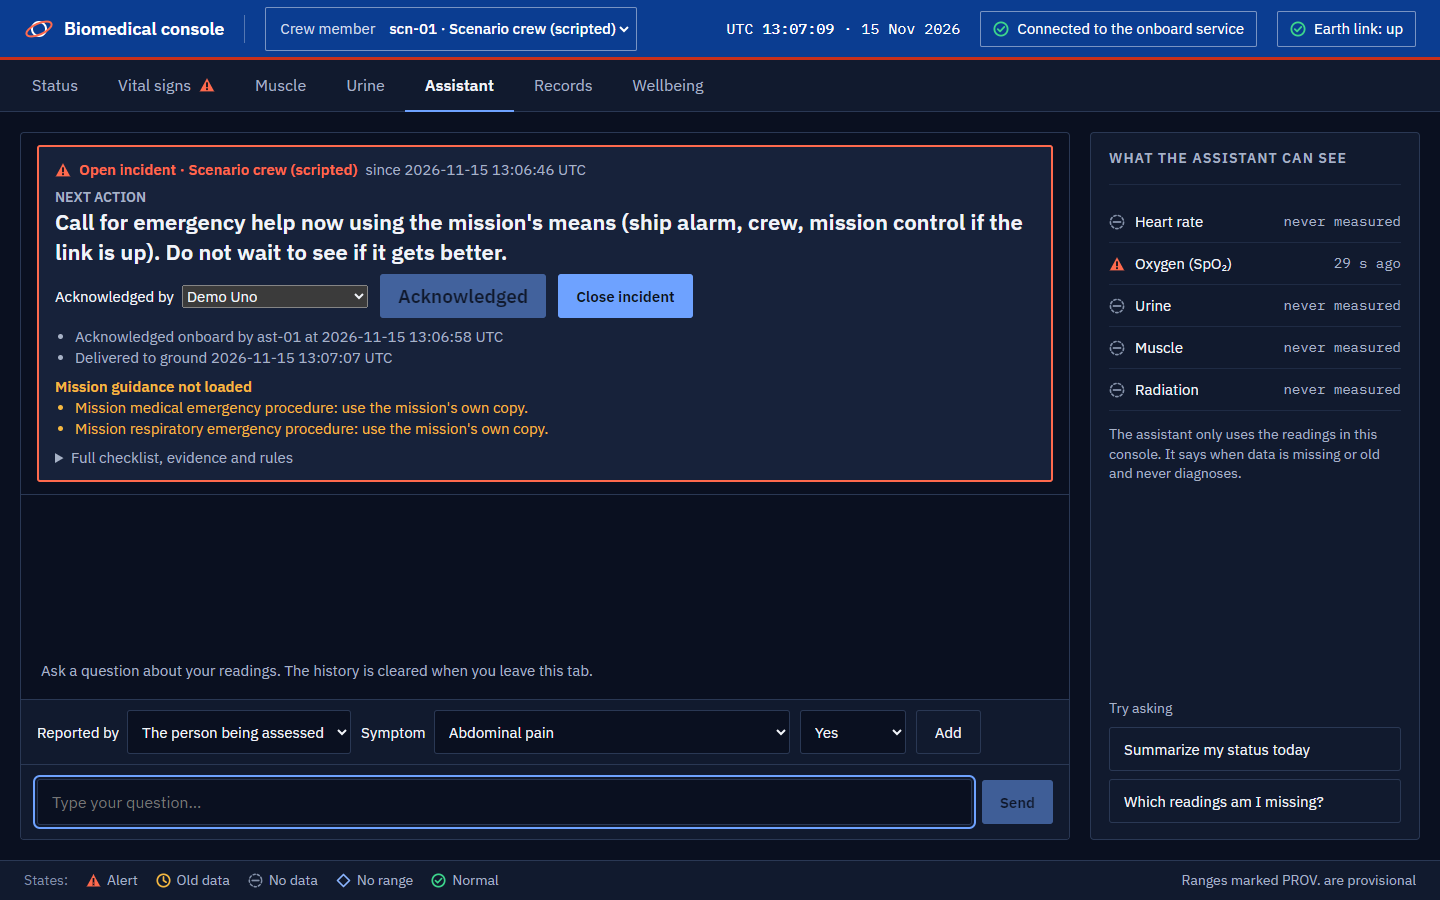 Biomedical console
Crew member scn-01 · Scenario crew (scripted)
UTC 13:07:09 · 15 Nov 2026
Connected to the onboard service
Earth link: up
Status
Vital signs
Muscle
Urine
Assistant
Records
Wellbeing
Open incident · Scenario crew (scripted) since 2026-11-15 13:06:46 UTC
NEXT ACTION
Call for emergency help now using the mission's means (ship alarm, crew, mission control if the
link is up). Do not wait to see if it gets better.
Acknowledged by Demo Uno Acknowledged Close incident
Acknowledged onboard by ast-01 at 2026-11-15 13:06:58 UTC
Delivered to ground 2026-11-15 13:07:07 UTC
Mission guidance not loaded
Mission medical emergency procedure: use the mission's own copy.
Mission respiratory emergency procedure: use the mission's own copy.
Full checklist, evidence and rules
Ask a question about your readings. The history is cleared when you leave this tab.
Reported by The person being assessed Symptom Abdominal pain Yes Add
Type your question...
Send
WHAT THE ASSISTANT CAN SEE
Heart rate never measured
Oxygen (SpO₂) 29 s ago
Urine never measured
Muscle never measured
Radiation never measured
The assistant only uses the readings in this
console. It says when data is missing or old
and never diagnoses.
Try asking
Summarize my status today
Which readings am I missing?
States: Alert Old data No data No range Normal
Ranges marked PROV. are provisional